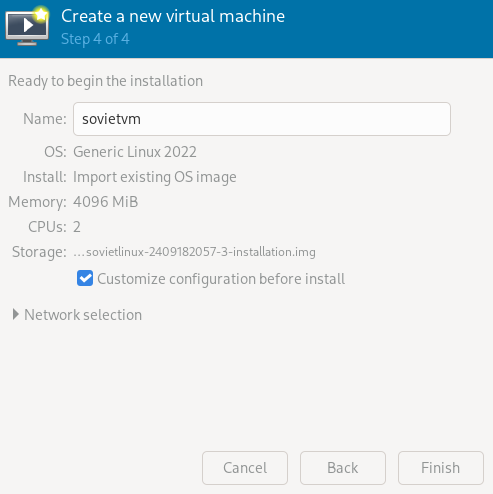 Create a new virtual machine
Step 4 of 4
Ready to begin the installation
Name: sovietvm
OS: Generic Linux 2022
Install: Import existing OS image
Memory: 4096 MiB
CPUs: 2
Storage: ...sovietlinux-2409182057-3-installation.img
Customize configuration before install
Network selection
Cancel Back Finish